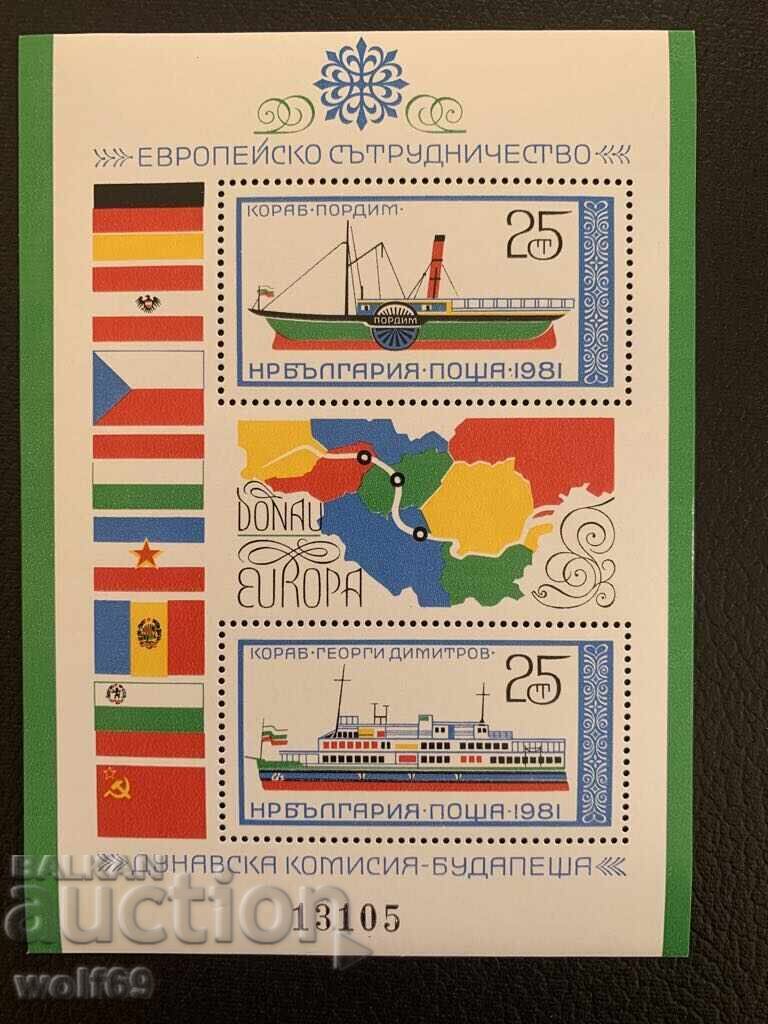 ЕВРОПЕЙСКО СЪТРУДНИЧЕСТВО
КОРАБ·ПОРДИМ·
25
ст
ПОРДИМ
НРБЪЛГАРИЯ·ПОЩА·1981
DONAU
EUROPA
КОРАБ·ГЕОРГИ ДИМИТРОВ·
25
ст
НРБЪЛГАРИЯ·ПОЩА·1981
ДУНАВСКА КОМИСИЯ-БУДАПЕЩА
13105
BALKAN
auction
wolf69